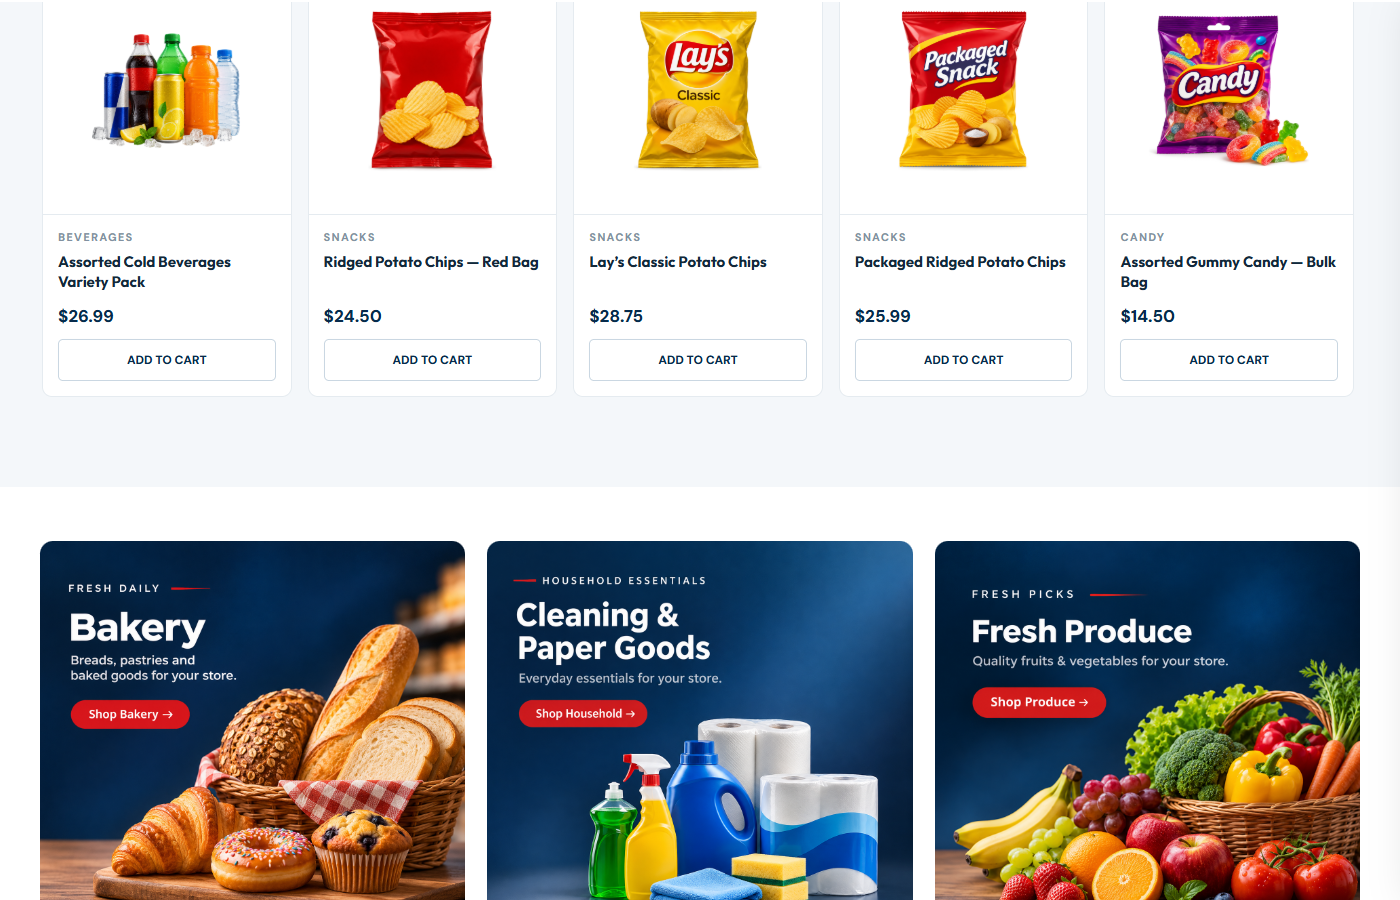 Lay's
Classic
Packaged
Snack
Candy
BEVERAGES
Assorted Cold Beverages
Variety Pack
$26.99
ADD TO CART
SNACKS
Ridged Potato Chips — Red Bag
$24.50
ADD TO CART
SNACKS
Lay’s Classic Potato Chips
$28.75
ADD TO CART
SNACKS
Packaged Ridged Potato Chips
$25.99
ADD TO CART
CANDY
Assorted Gummy Candy — Bulk
Bag
$14.50
ADD TO CART
FRESH DAILY
Bakery
Breads, pastries and
baked goods for your store.
Shop Bakery →
HOUSEHOLD ESSENTIALS
Cleaning &
Paper Goods
Everyday essentials for your store.
Shop Household →
FRESH PICKS
Fresh Produce
Quality fruits & vegetables for your store.
Shop Produce →